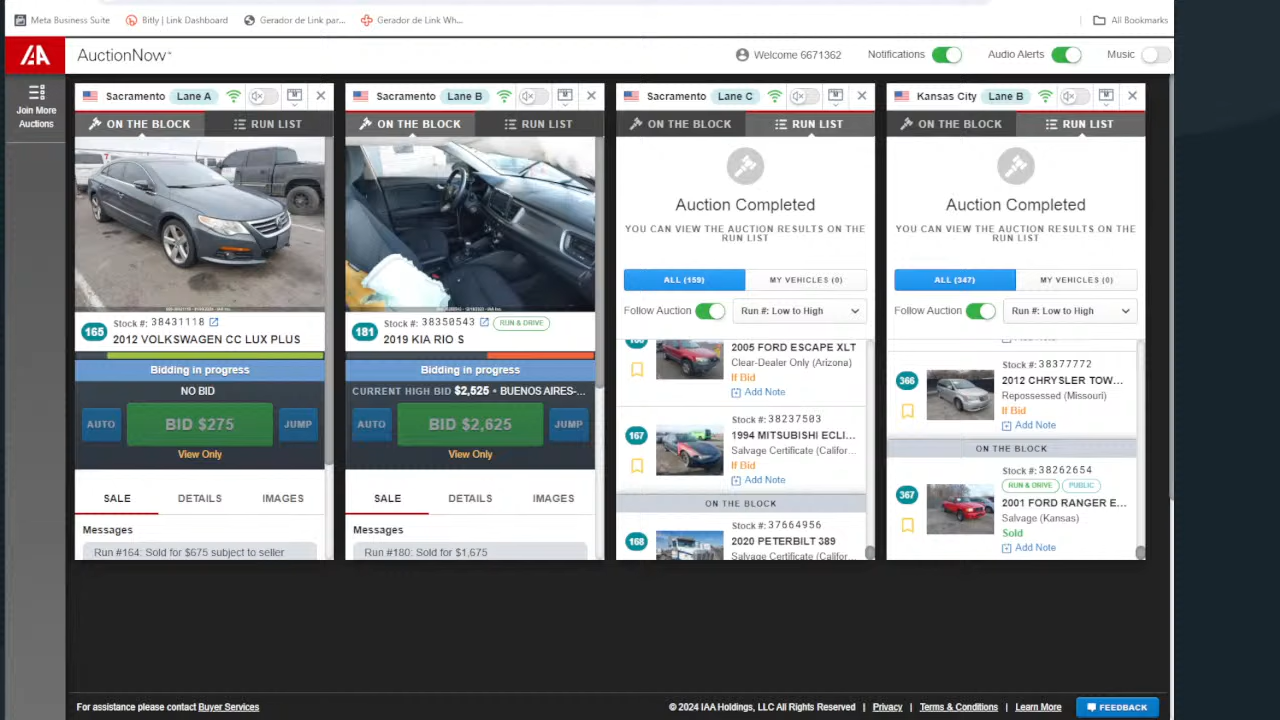 Meta Business Suite
Bitly | Link Dashboard
Gerador de Link par...
Gerador de Link Wh...
All Bookmarks
IAA
AuctionNow™
Welcome 6671362
Notifications
Audio Alerts
Music
Join More
Auctions
Sacramento Lane A
ON THE BLOCK
RUN LIST
165
Stock #: 38431118
2012 VOLKSWAGEN CC LUX PLUS
Bidding in progress
NO BID
AUTO
BID $275
JUMP
View Only
SALE
DETAILS
IMAGES
Messages
Run #164: Sold for $675 subject to seller
Sacramento Lane B
ON THE BLOCK
RUN LIST
181
Stock #: 38350543
RUN & DRIVE
2019 KIA RIO S
Bidding in progress
CURRENT HIGH BID $2,525 • BUENOS AIRES-...
AUTO
BID $2,625
JUMP
View Only
SALE
DETAILS
IMAGES
Messages
Run #180: Sold for $1,675
Sacramento Lane C
ON THE BLOCK
RUN LIST
Auction Completed
YOU CAN VIEW THE AUCTION RESULTS ON THE
RUN LIST
ALL (159)
MY VEHICLES (0)
Follow Auction
Run #: Low to High
2005 FORD ESCAPE XLT
Clear-Dealer Only (Arizona)
If Bid
Add Note
167
Stock #: 38237503
1994 MITSUBISHI ECLI...
Salvage Certificate (Califor...
If Bid
Add Note
ON THE BLOCK
168
Stock #: 37664956
2020 PETERBILT 389
Salvage Certificate (Califor...
Kansas City Lane B
ON THE BLOCK
RUN LIST
Auction Completed
YOU CAN VIEW THE AUCTION RESULTS ON THE
RUN LIST
ALL (347)
MY VEHICLES (0)
Follow Auction
Run #: Low to High
366
Stock #: 38377772
2012 CHRYSLER TOW...
Repossessed (Missouri)
If Bid
Add Note
ON THE BLOCK
367
Stock #: 38262654
RUN & DRIVE
PUBLIC
2001 FORD RANGER E...
Salvage (Kansas)
Sold
Add Note
For assistance please contact Buyer Services
© 2024 IAA Holdings, LLC All Rights Reserved | Privacy | Terms & Conditions | Learn More
FEEDBACK